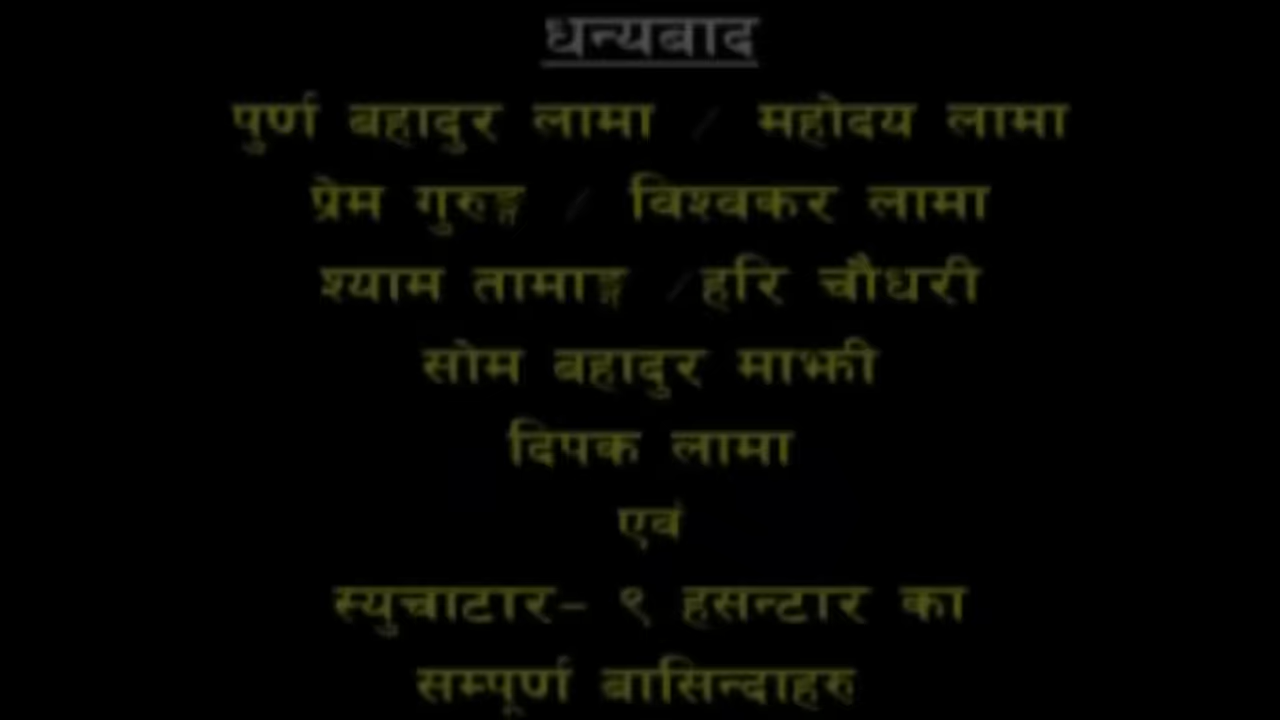 धन्यबाद
पुर्ण बहादुर लामा / महोदय लामा
प्रेम गुरुङ्ग / विश्वकर लामा
श्याम तामाङ्ग /हरि चौधरी
सोम बहादुर माझी
दिपक लामा
एवं
स्युचाटार- ९ हसन्टार का
सम्पूर्ण बासिन्दाहरु